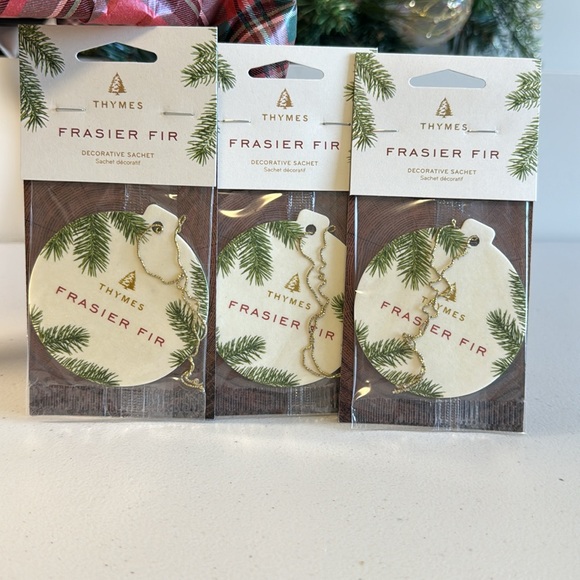 THYMES
FRASIER FIR
DECORATIVE SACHET
Sachet décoratif
THYMES
FRASIER FIR
THYMES
FRASIER FIR
DECORATIVE SACHET
Sachet décoratif
THYMES
FRASIER FIR
THYMES
FRASIER FIR
DECORATIVE SACHET
Sachet décoratif
THYMES
FRASIER FIR